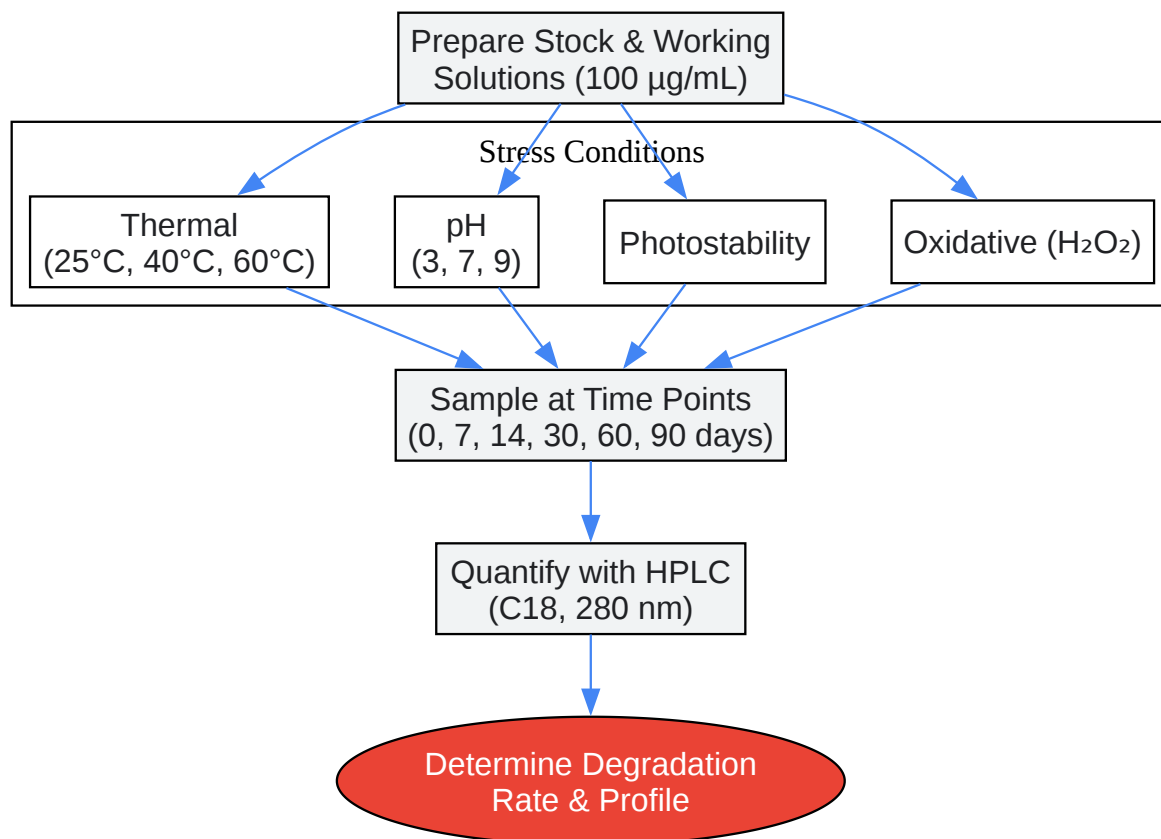 Prepare Stock & Working
Solutions (100 µg/mL)
Stress Conditions
Thermal
(25°C, 40°C, 60°C)
pH
(3, 7, 9)
Photostability
Oxidative (H₂O₂)
Sample at Time Points
(0, 7, 14, 30, 60, 90 days)
Quantify with HPLC
(C18, 280 nm)
Determine Degradation
Rate & Profile